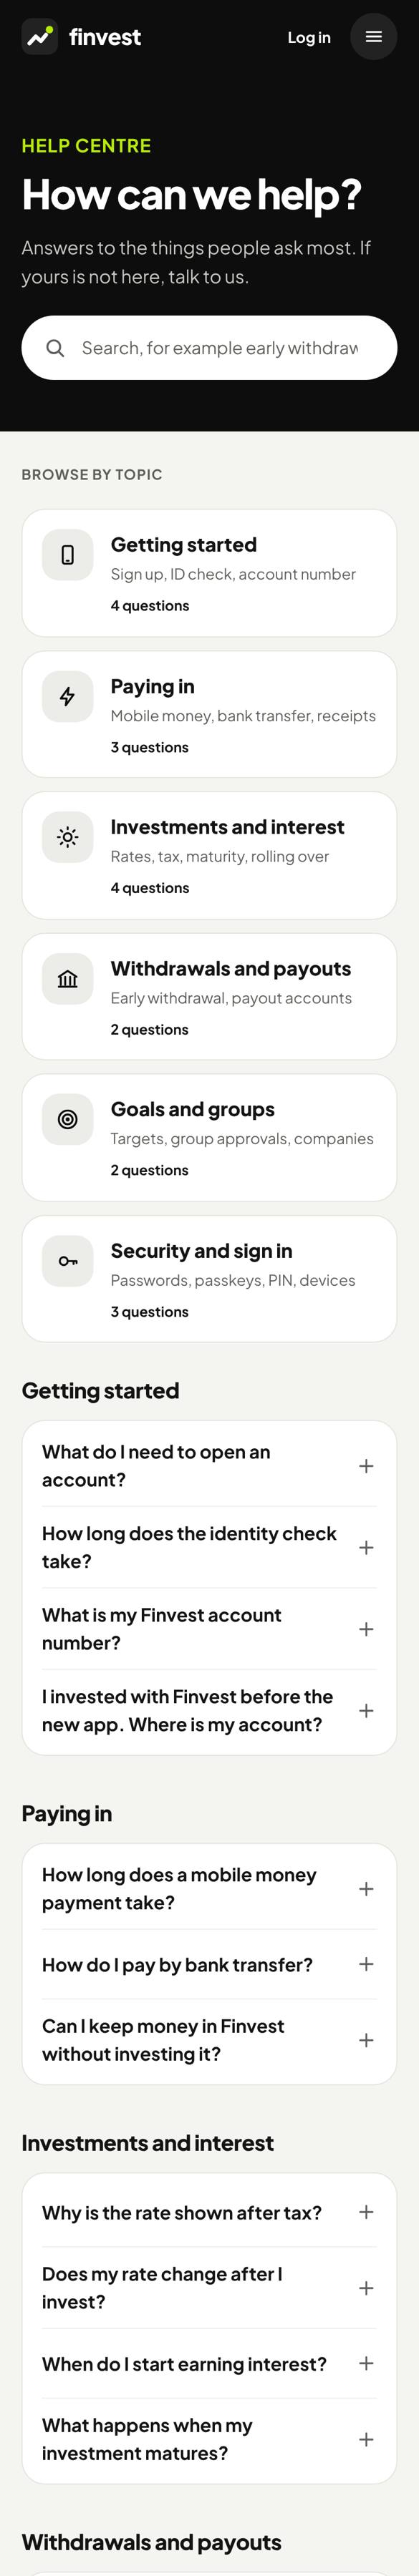 finvest
Log in
HELP CENTRE
How can we help?
Answers to the things people ask most. If
yours is not here, talk to us.
Search, for example early withdraw
BROWSE BY TOPIC
Getting started
Sign up, ID check, account number
4 questions
Paying in
Mobile money, bank transfer, receipts
3 questions
Investments and interest
Rates, tax, maturity, rolling over
4 questions
Withdrawals and payouts
Early withdrawal, payout accounts
2 questions
Goals and groups
Targets, group approvals, companies
2 questions
Security and sign in
Passwords, passkeys, PIN, devices
3 questions
Getting started
What do I need to open an
account?
How long does the identity check
take?
What is my Finvest account
number?
I invested with Finvest before the
new app. Where is my account?
Paying in
How long does a mobile money
payment take?
How do I pay by bank transfer?
Can I keep money in Finvest
without investing it?
Investments and interest
Why is the rate shown after tax?
Does my rate change after I
invest?
When do I start earning interest?
What happens when my
investment matures?
Withdrawals and payouts